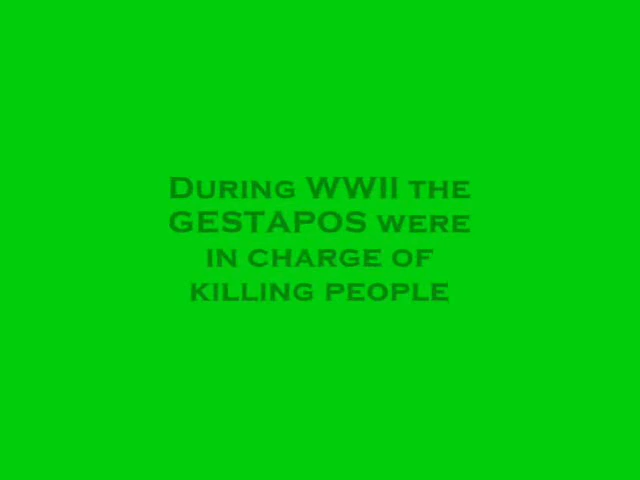 During WWII the
GESTAPOS were
in charge of
killing people